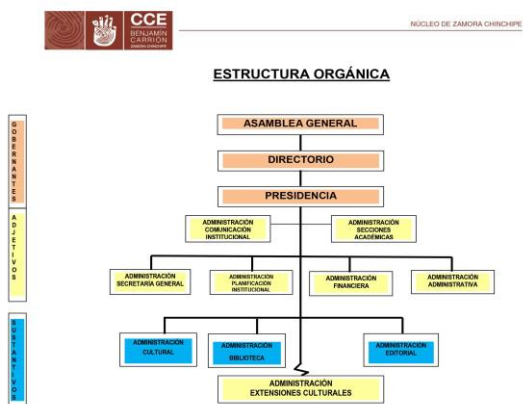 CCE
BENJAMÍN
CARRIÓN
ZAMORA CHINCHIPE
NÚCLEO DE ZAMORA CHINCHIPE
ESTRUCTURA ORGÁNICA
GOBERNANTES
ASAMBLEA GENERAL
DIRECTORIO
PRESIDENCIA
ADJETIVOS
ADMINISTRACIÓN
COMUNICACIÓN
INSTITUCIONAL
ADMINISTRACIÓN
SECCIONES
ACADÉMICAS
ADMINISTRACIÓN
SECRETARÍA GENERAL
ADMINISTRACIÓN
PLANIFICACIÓN
INSTITUCIONAL
ADMINISTRACIÓN
FINANCIERA
ADMINISTRACIÓN
ADMINISTRATIVA
SUSTANTIVOS
ADMINISTRACIÓN
CULTURAL
ADMINISTRACIÓN
BIBLIOTECA
ADMINISTRACIÓN
EDITORIAL
ADMINISTRACIÓN
EXTENSIONES CULTURALES